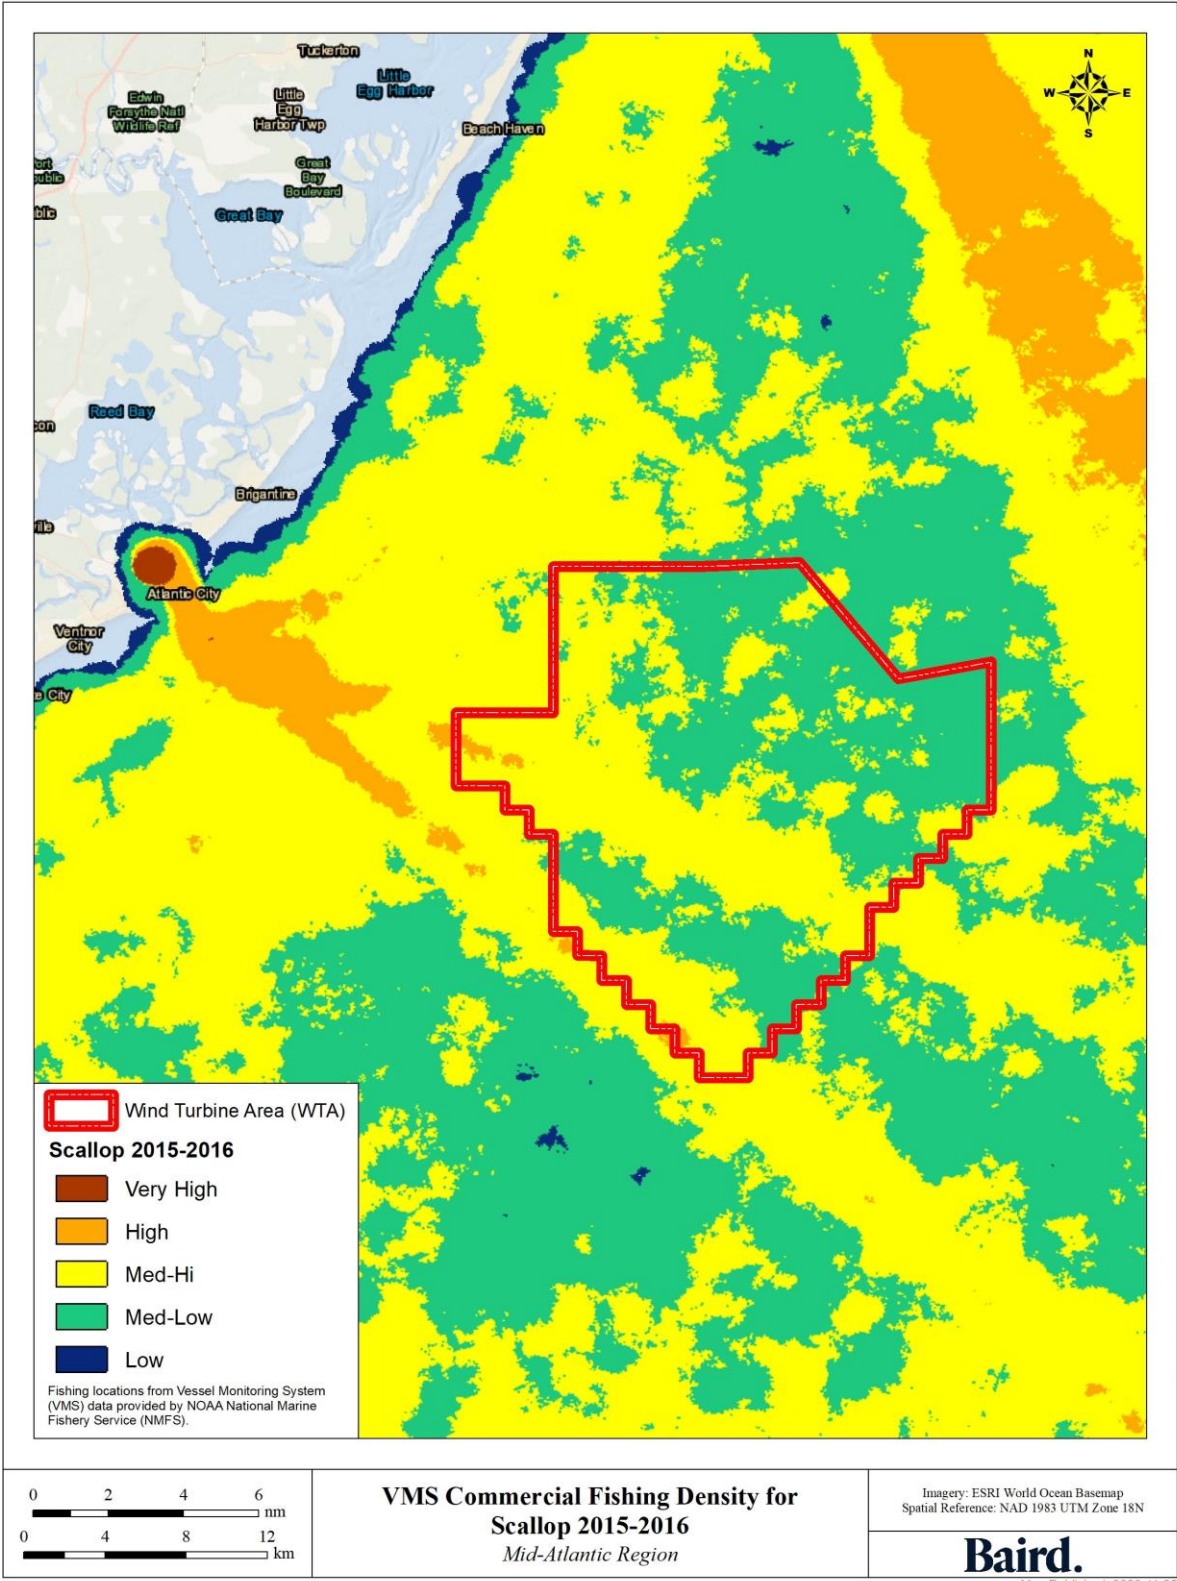 Tuckerton
Little
Egg Harbor
Edwin
Forsythe Natl
Wildlife Ref
Little
Egg
Harbor Twp
Beach Haven
Great
Bay
Boulevard
Great Bay
Reed Bay
Brigantine
Atlantic City
Ventnor
City
N
W
E
S
Wind Turbine Area (WTA)
Scallop 2015-2016
Very High
High
Med-Hi
Med-Low
Low
Fishing locations from Vessel Monitoring System
(VMS) data provided by NOAA National Marine
Fishery Service (NMFS).
0 2 4 6
nm
0 4 8 12
km
VMS Commercial Fishing Density for
Scallop 2015-2016
Mid-Atlantic Region
Imagery: ESRI World Ocean Basemap
Spatial Reference: NAD 1983 UTM Zone 18N
Baird.